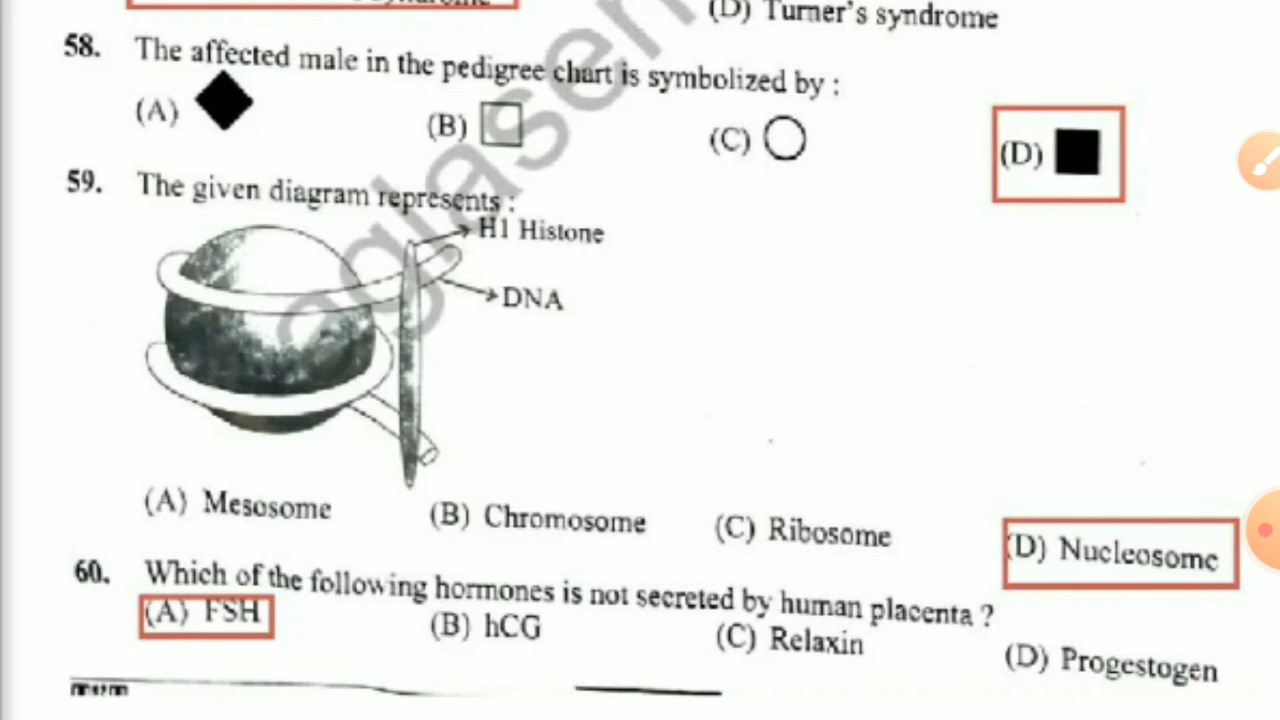 (D) Turner's syndrome
58. The affected male in the pedigree chart is symbolized by :
(A) (B) (C) (D)
59. The given diagram represents :
H1 Histone
DNA
(A) Mesosome (B) Chromosome (C) Ribosome (D) Nucleosome
60. Which of the following hormones is not secreted by human placenta ?
(A) FSH (B) hCG (C) Relaxin (D) Progestogen